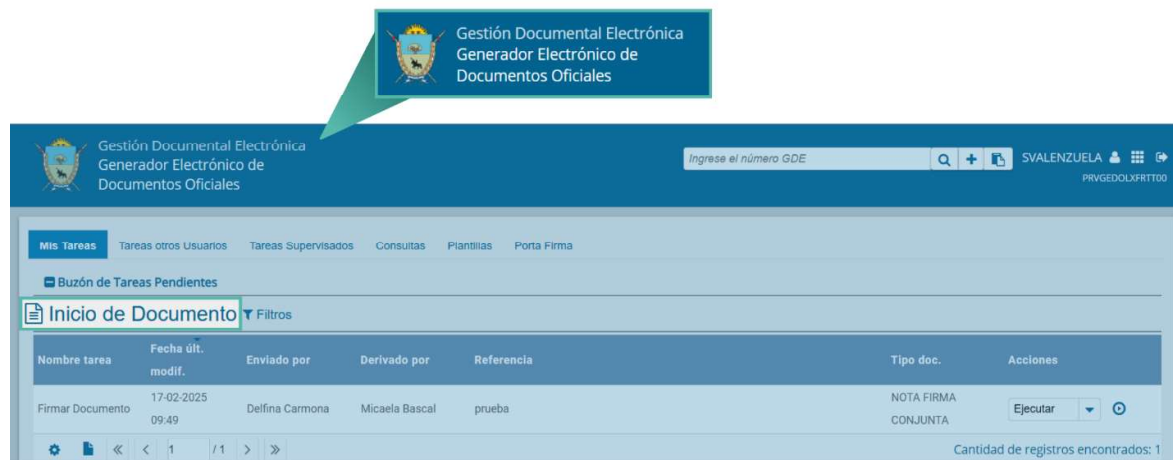 Gestión Documental Electrónica
Generador Electrónico de
Documentos Oficiales
Gestión Documental Electrónica
Generador Electrónico de
Documentos Oficiales
Ingrese el número GDE
SVALENZUELA
PRVGEDOLXFRTT00
Mis Tareas Tareas otros Usuarios Tareas Supervisados Consultas Plantillas Porta Firma
Buzón de Tareas Pendientes
Inicio de Documento Filtros
Nombre tarea Fecha últ. modif. Enviado por Derivado por Referencia Tipo doc. Acciones
Firmar Documento 17-02-2025 09:49 Delfina Carmona Micaela Bascal prueba NOTA FIRMA CONJUNTA Ejecutar
1 / 1 Cantidad de registros encontrados: 1